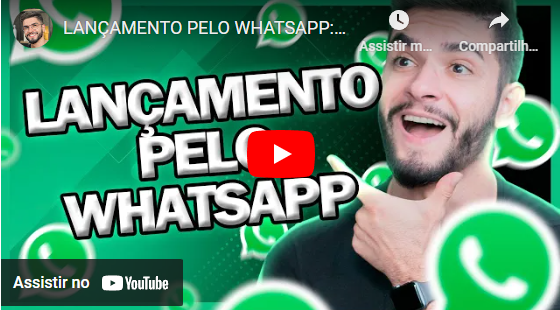 LANÇAMENTO PELO WHATSAPP:...
Assistir m...
Compartilh...
LANÇAMENTO
PELO
WHATSAPP
Assistir no YouTube